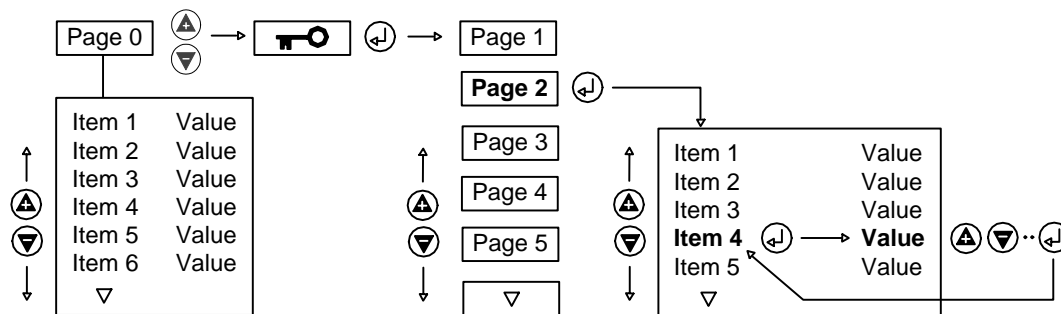 Page 0
Item 1 Value
Item 2 Value
Item 3 Value
Item 4 Value
Item 5 Value
Item 6 Value
Page 1
Page 2
Page 3
Page 4
Page 5
Item 1 Value
Item 2 Value
Item 3 Value
Item 4 Value
Item 5 Value